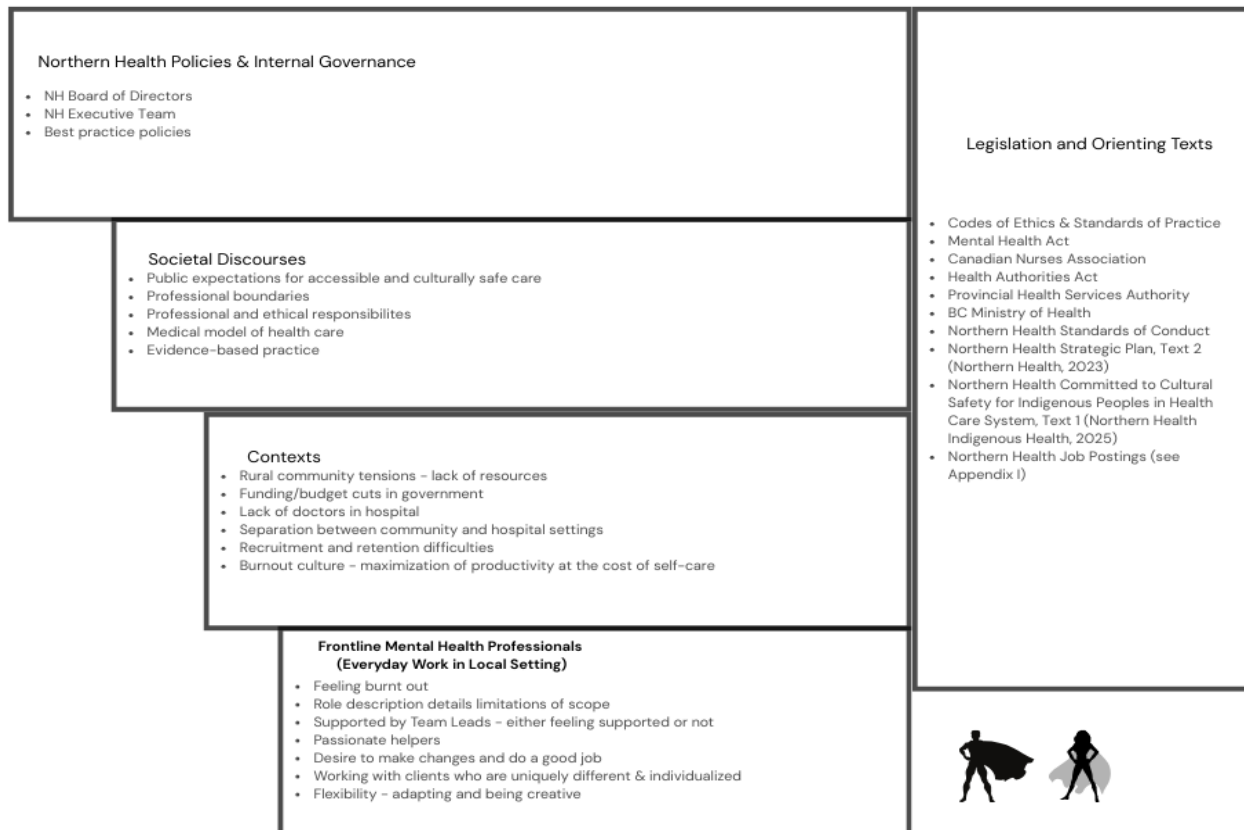 Northern Health Policies & Internal Governance
• NH Board of Directors
• NH Executive Team
• Best practice policies
Societal Discourses
• Public expectations for accessible and culturally safe care
• Professional boundaries
• Professional and ethical responsibilites
• Medical model of health care
• Evidence-based practice
Contexts
• Rural community tensions - lack of resources
• Funding/budget cuts in government
• Lack of doctors in hospital
• Separation between community and hospital settings
• Recruitment and retention difficulties
• Burnout culture - maximization of productivity at the cost of self-care
Frontline Mental Health Professionals
(Everyday Work in Local Setting)
• Feeling burnt out
• Role description details limitations of scope
• Supported by Team Leads - either feeling supported or not
• Passionate helpers
• Desire to make changes and do a good job
• Working with clients who are uniquely different & individualized
• Flexibility - adapting and being creative
Legislation and Orienting Texts
• Codes of Ethics & Standards of Practice
• Mental Health Act
• Canadian Nurses Association
• Health Authorities Act
• Provincial Health Services Authority
• BC Ministry of Health
• Northern Health Standards of Conduct
• Northern Health Strategic Plan, Text 2
(Northern Health, 2023)
• Northern Health Committed to Cultural
Safety for Indigenous Peoples in Health
Care System, Text 1 (Northern Health
Indigenous Health, 2025)
• Northern Health Job Postings (see
Appendix I)